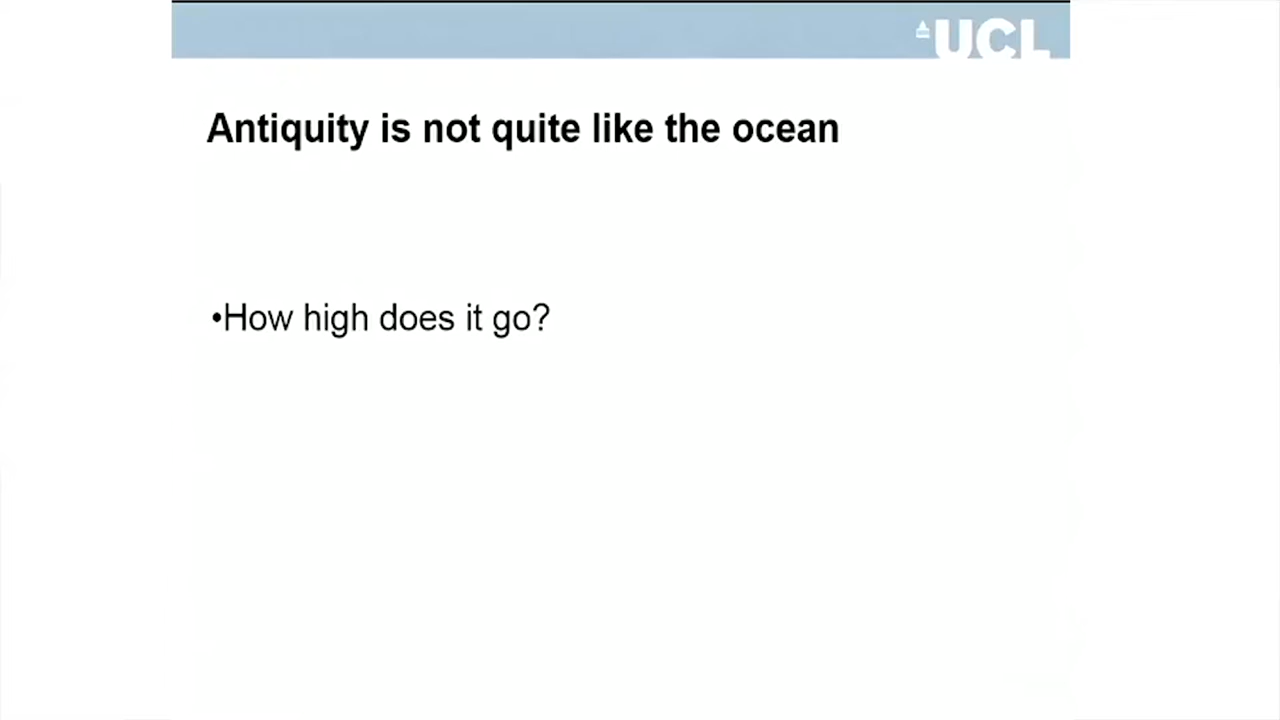 UCL
Antiquity is not quite like the ocean
•How high does it go?